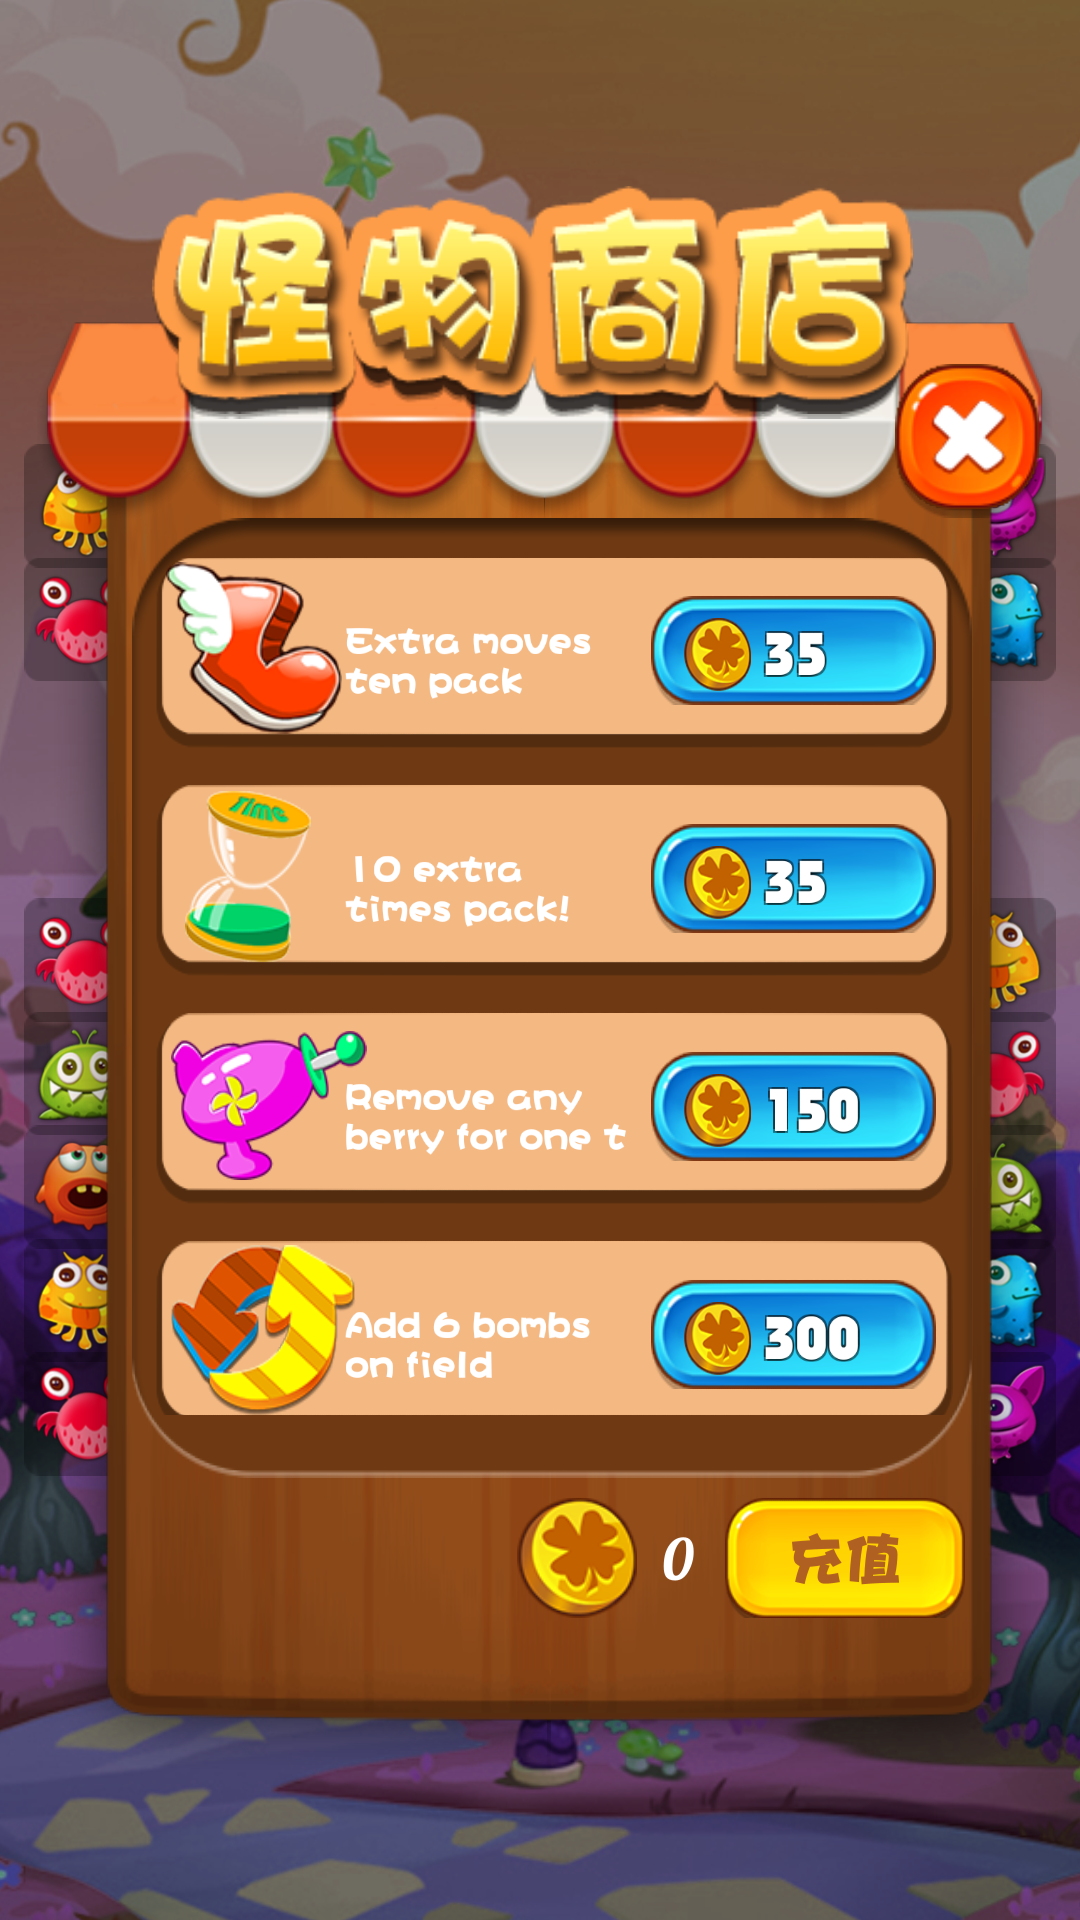 怪物商店
Extra moves
ten pack
35
Time
10 extra
times pack!
35
Remove any
berry for one t
150
Add 6 bombs
on field
300
0
充值